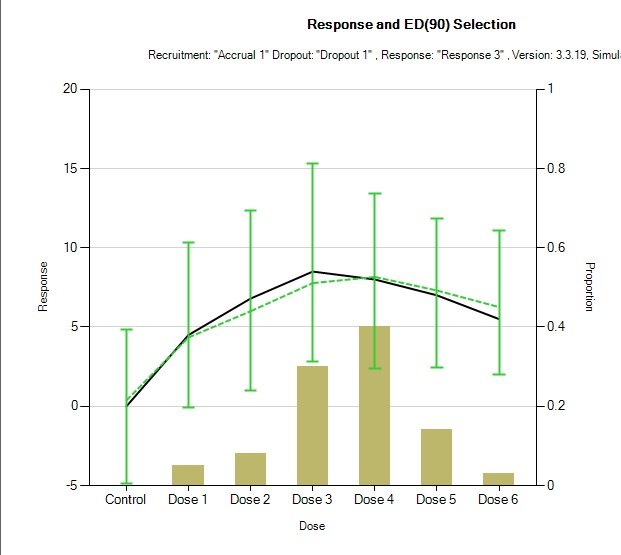 Response and ED(90) Selection
Recruitment: "Accrual 1" Dropout: "Dropout 1" , Response: "Response 3" , Version: 3.3.19, Simul
20
15
10
5
0
-5
Response
1
0.8
0.6
0.4
0.2
0
Proportion
Control Dose 1 Dose 2 Dose 3 Dose 4 Dose 5 Dose 6
Dose